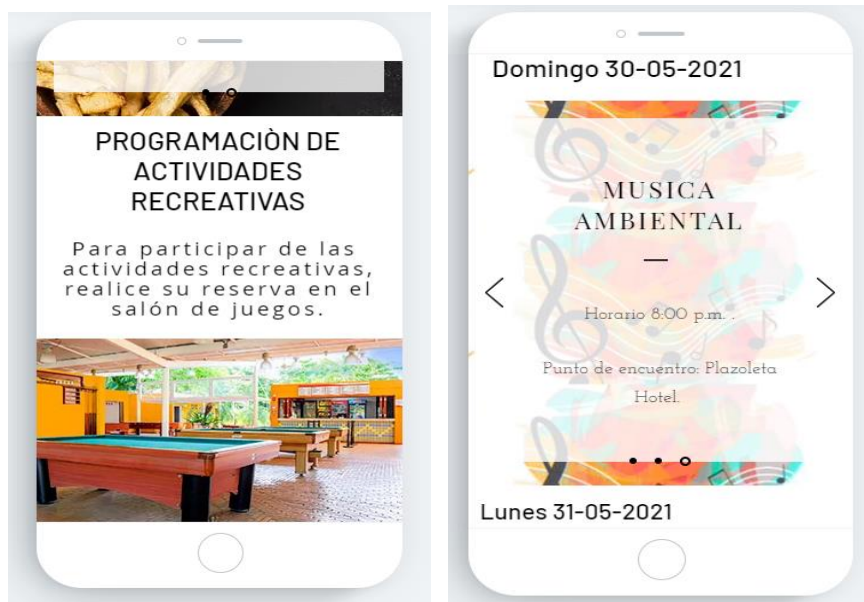 PROGRAMACIÒN DE
ACTIVIDADES
RECREATIVAS
Para participar de las
actividades recreativas,
realice su reserva en el
salón de juegos.
Domingo 30-05-2021
MUSICA
AMBIENTAL
Horario 8:00 p.m. .
Punto de encuentro: Plazoleta
Hotel.
Lunes 31-05-2021